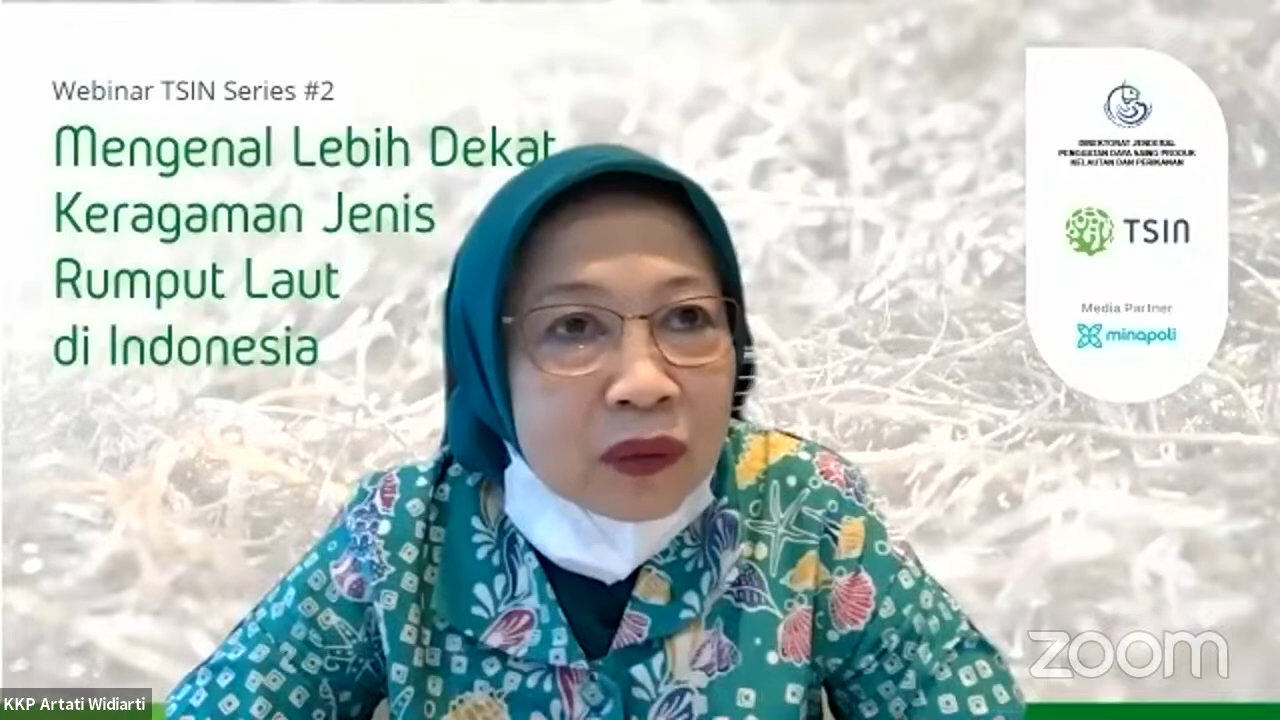 Webinar TSIN Series #2
Mengenal Lebih Dekat
Keragaman Jenis
Rumput Laut
di Indonesia
DIREKTORAT JENDERAL
PENGUATAN DAYA SAING PRODUK
KELAUTAN DAN PERIKANAN
TSIN
Media Partner
minapoli
zoom
KKP Artati Widiarti